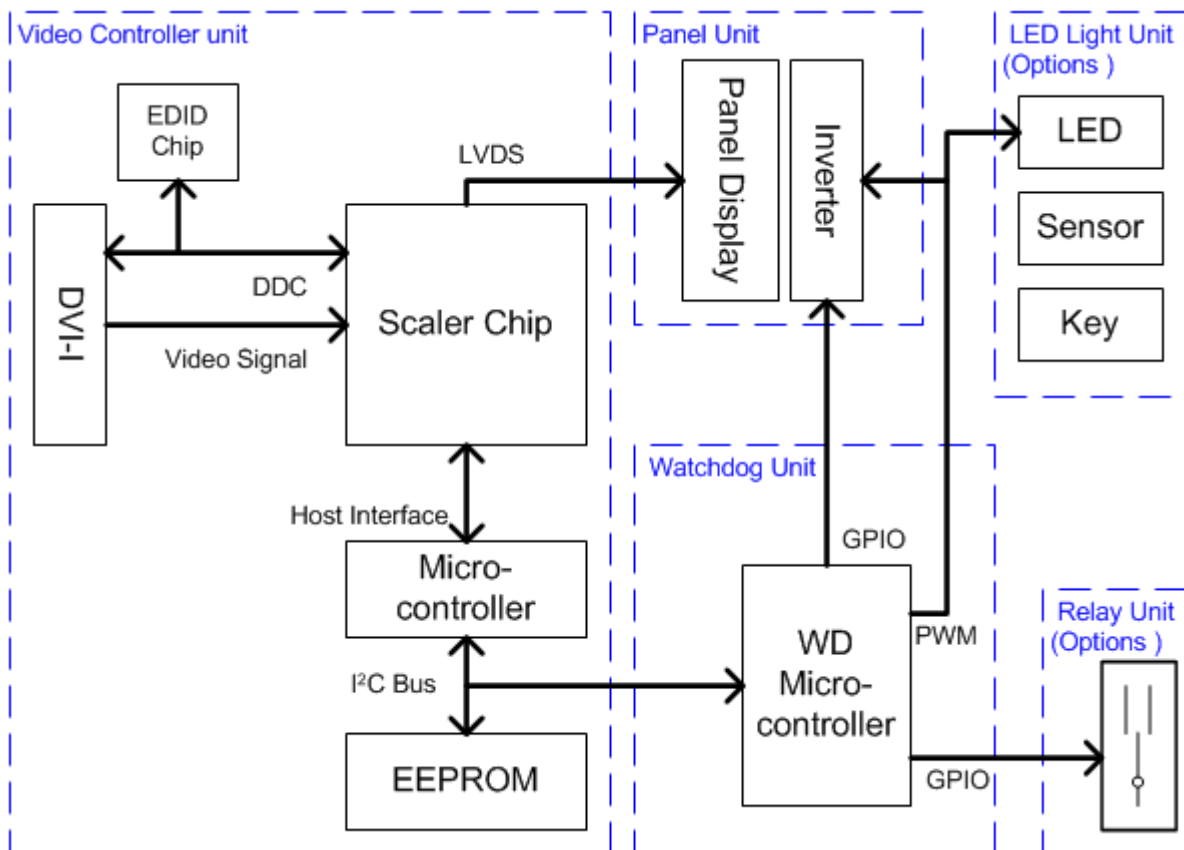 Video Controller unit
EDID
Chip
DVI-I
DDC
Video Signal
LVDS
Scaler Chip
Host Interface
Micro-
controller
I²C Bus
EEPROM
Panel Unit
Panel Display
Inverter
LED Light Unit
(Options )
LED
Sensor
Key
Watchdog Unit
GPIO
WD
Micro-
controller
PWM
GPIO
Relay Unit
(Options )